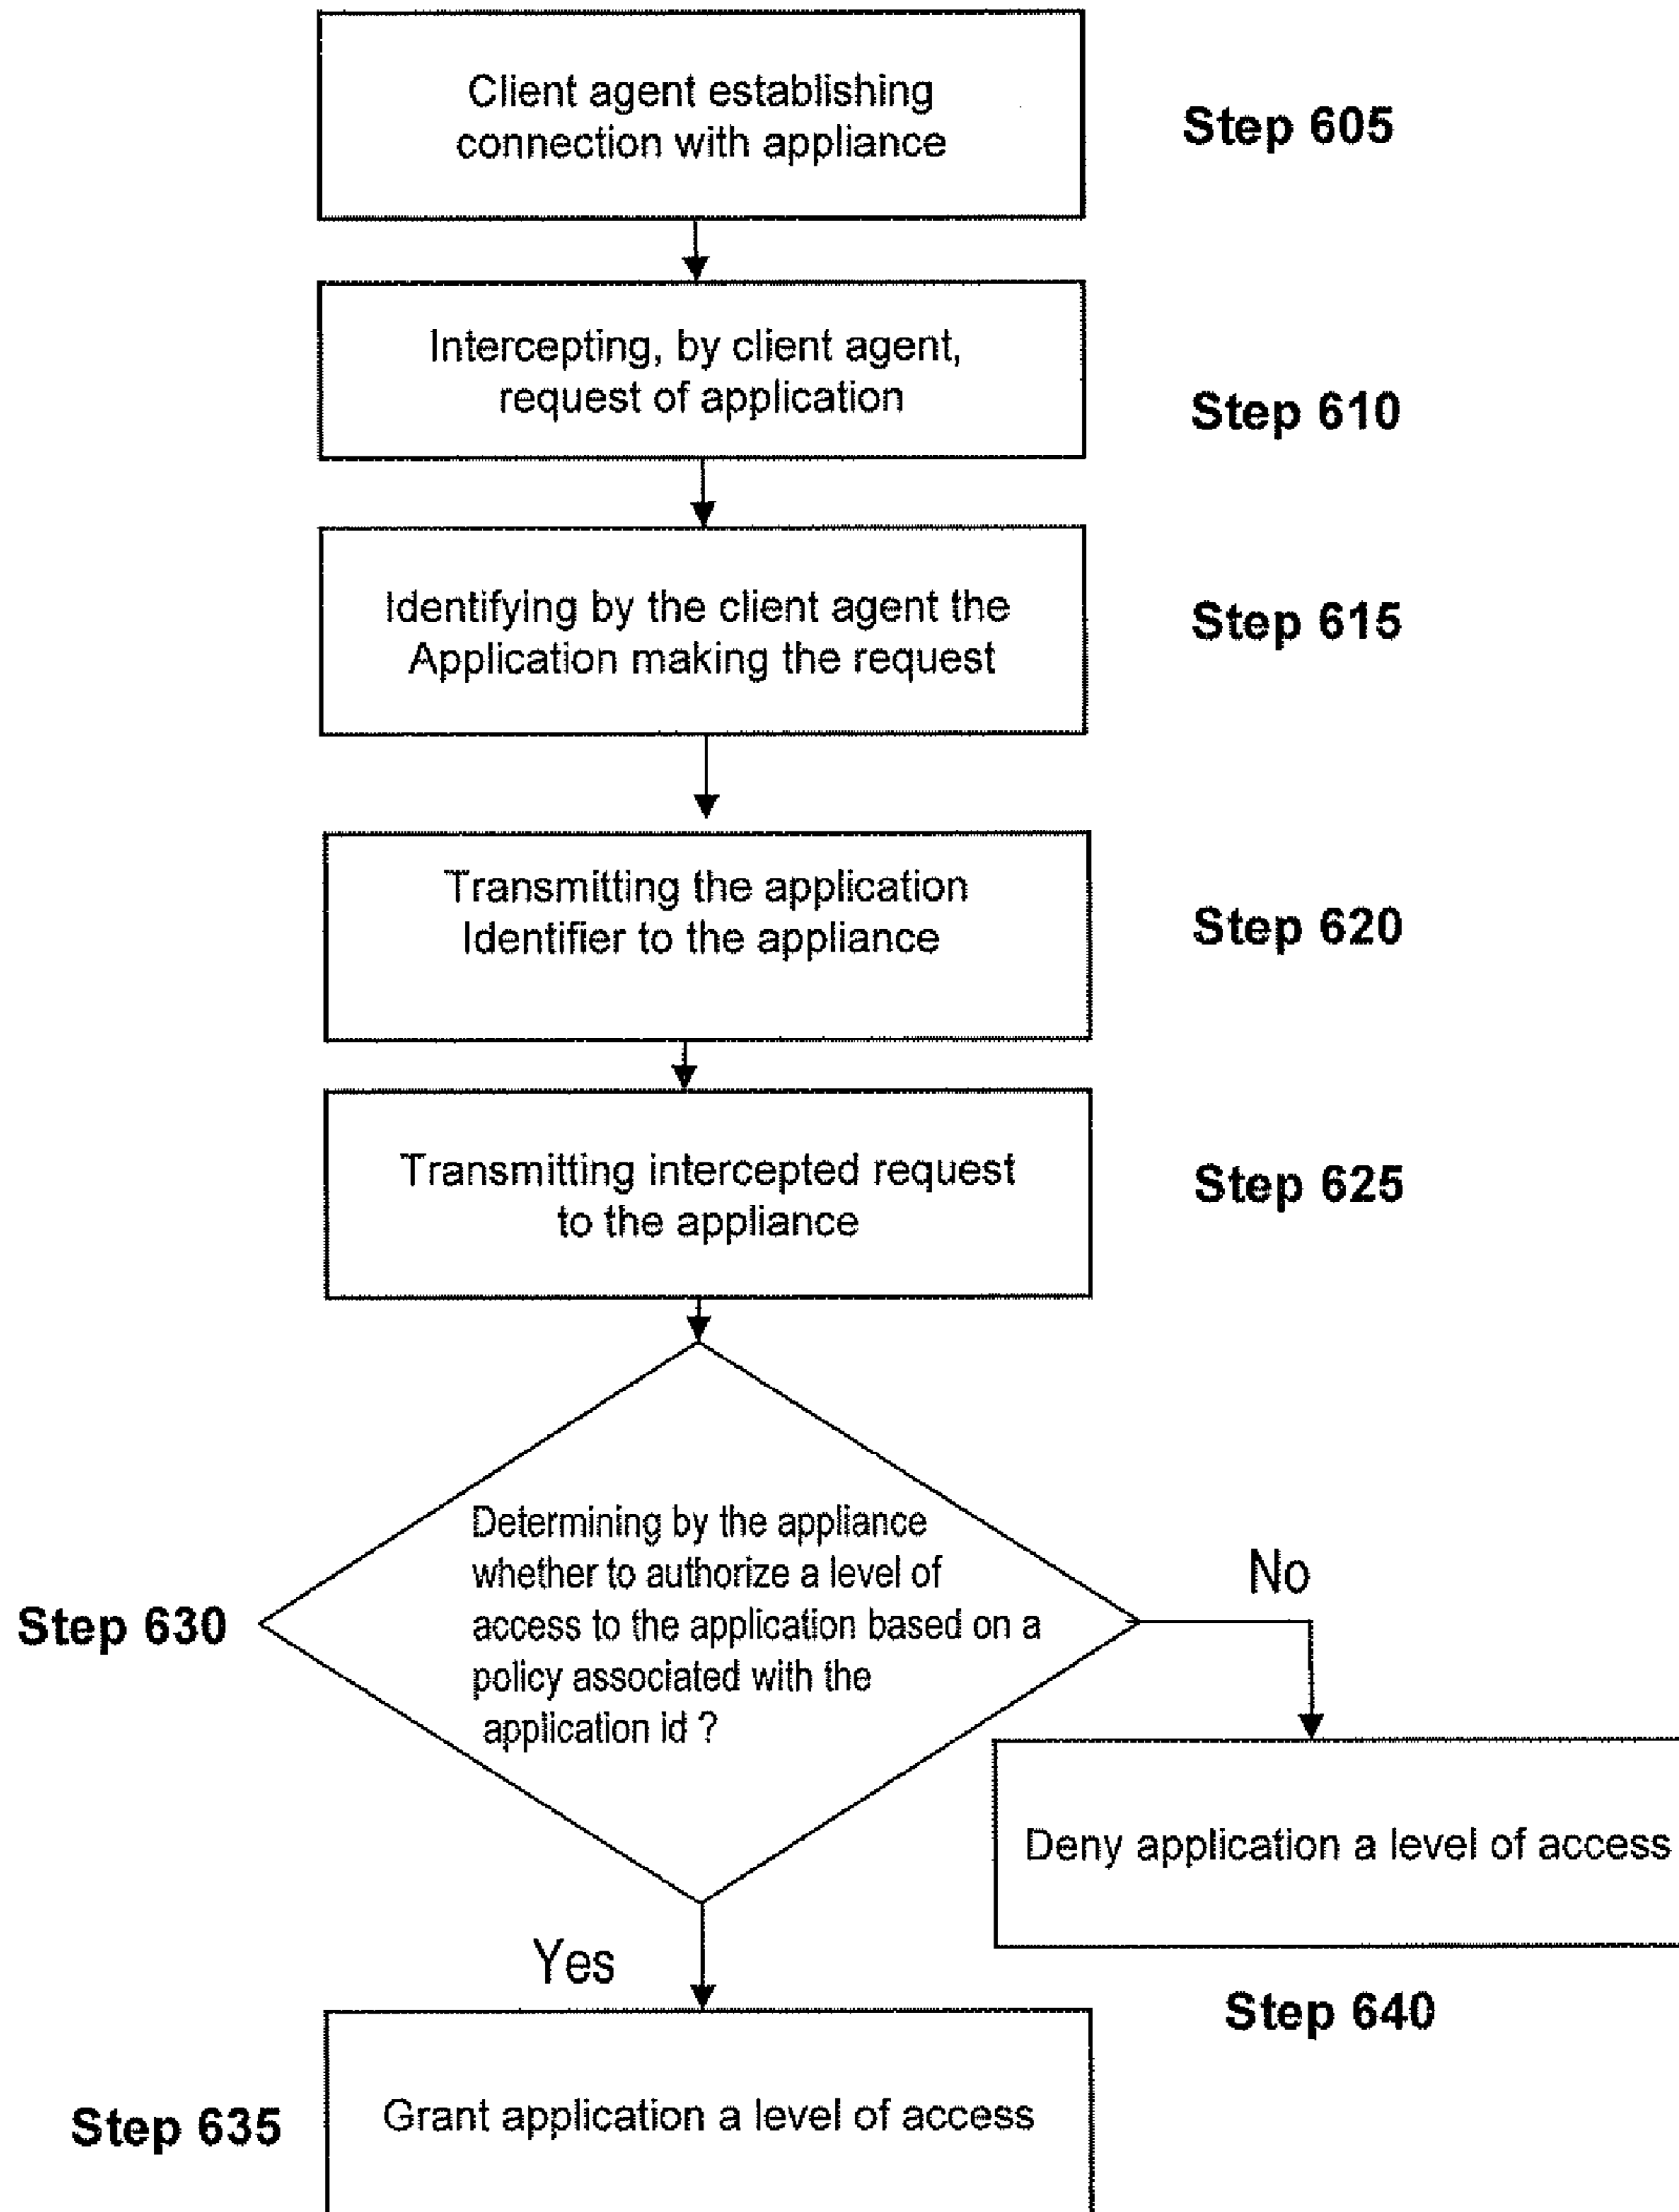 Client agent establishing
connection with appliance
Step 605
Intercepting, by client agent,
request of application
Step 610
Identifying by the client agent the
Application making the request
Step 615
Transmitting the application
Identifier to the appliance
Step 620
Transmitting intercepted request
to the appliance
Step 625
Determining by the appliance
whether to authorize a level of
access to the application based on a
policy associated with the
application id ?
Step 630
No
Deny application a level of access
Step 640
Yes
Grant application a level of access
Step 635